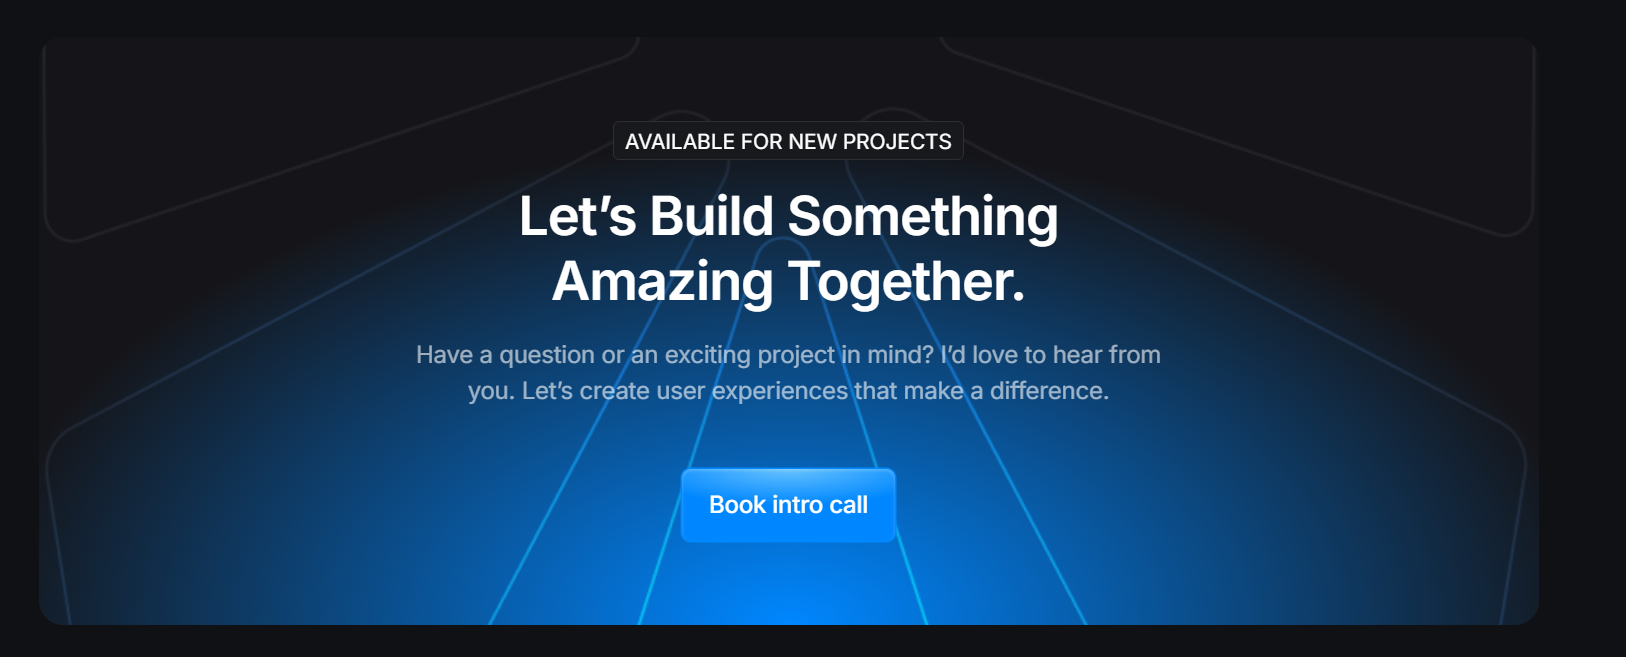 AVAILABLE FOR NEW PROJECTS
Let’s Build Something
Amazing Together.
Have a question or an exciting project in mind? I’d love to hear from
you. Let’s create user experiences that make a difference.
Book intro call